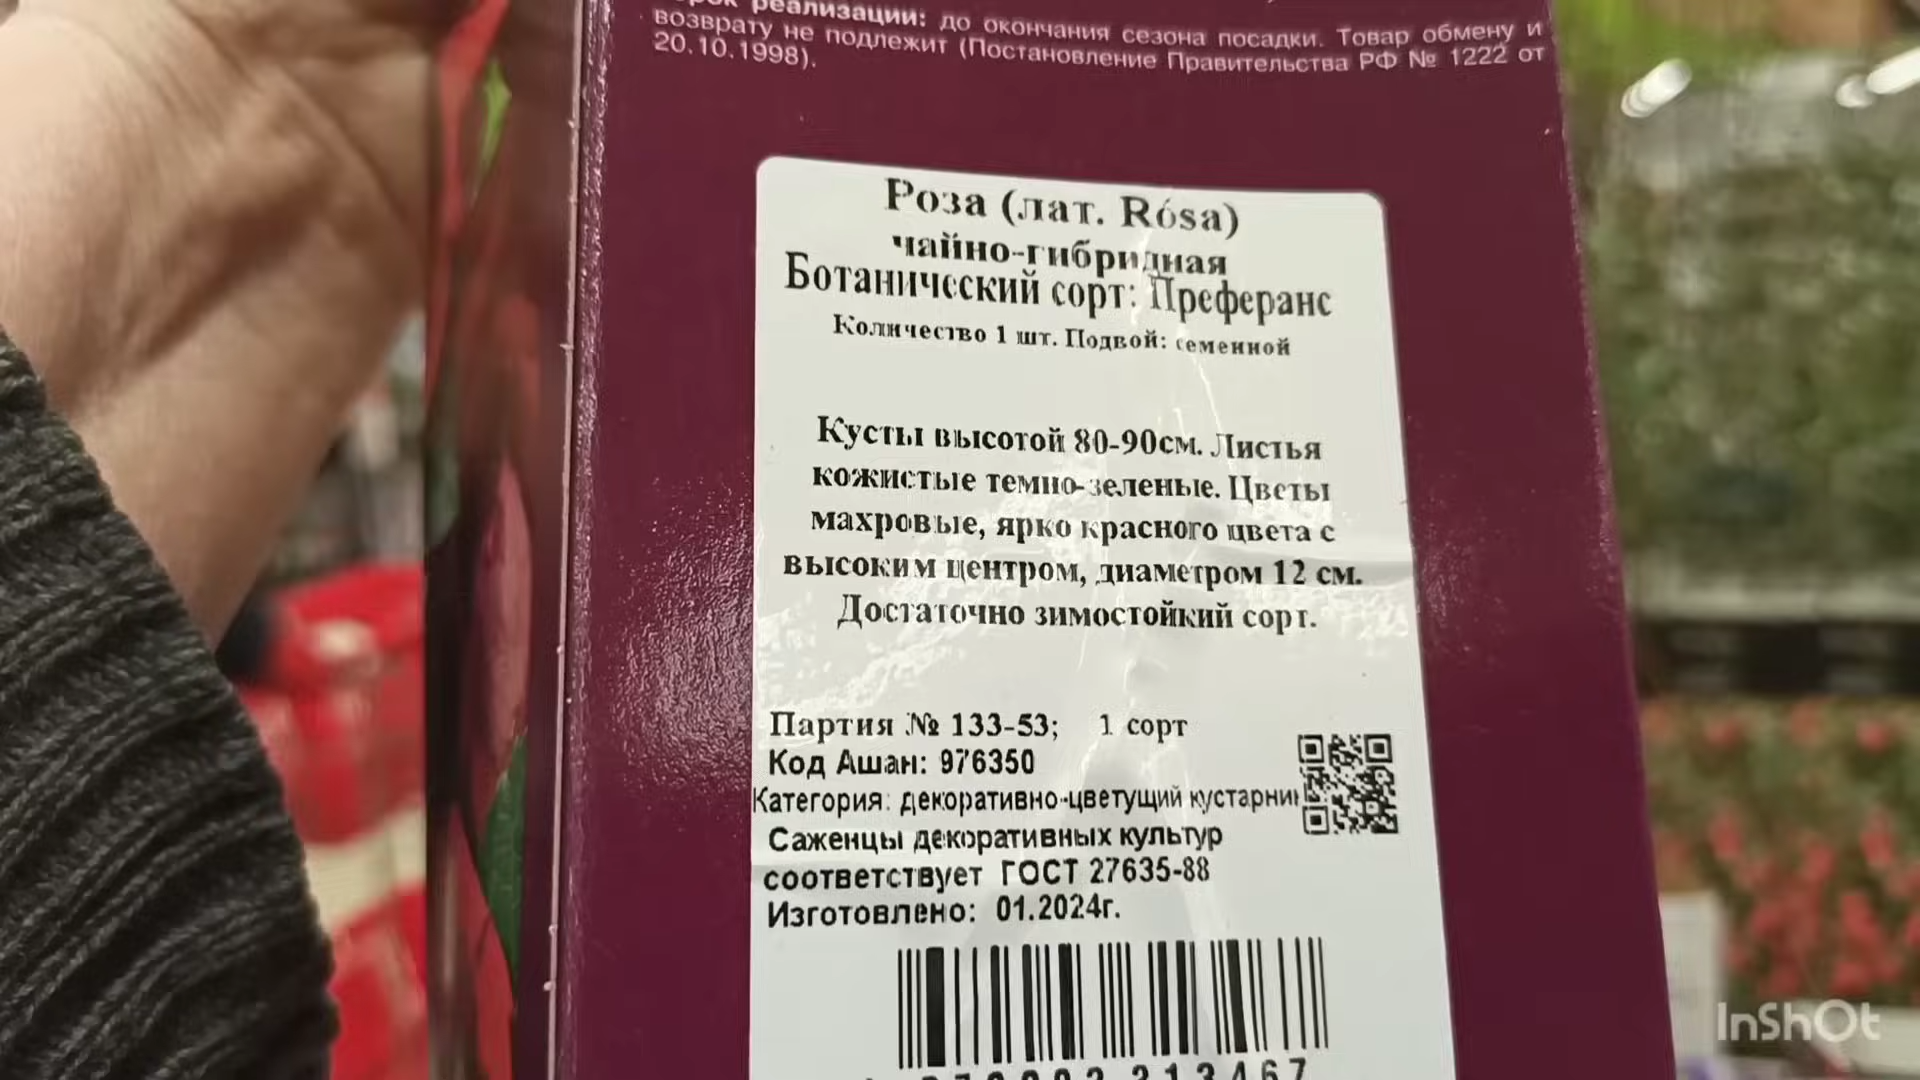 реализации: до окончания сезона посадки. Товар обмену и
возврату не подлежит (Постановление Правительства РФ № 1222 от
20.10.1998).
Роза (лат. Rósa)
чайно-гибридная
Ботанический сорт: Преферанс
Количество 1 шт. Подвой: семенной
Кусты высотой 80-90см. Листья
кожистые темно-зеленые. Цветы
махровые, ярко красного цвета с
высоким центром, диаметром 12 см.
Достаточно зимостойкий сорт.
Партия № 133-53; 1 сорт
Код Ашан: 976350
Категория: декоративно-цветущий кустарник
Саженцы декоративных культур
соответствует ГОСТ 27635-88
Изготовлено: 01.2024г.
313467
InShOt